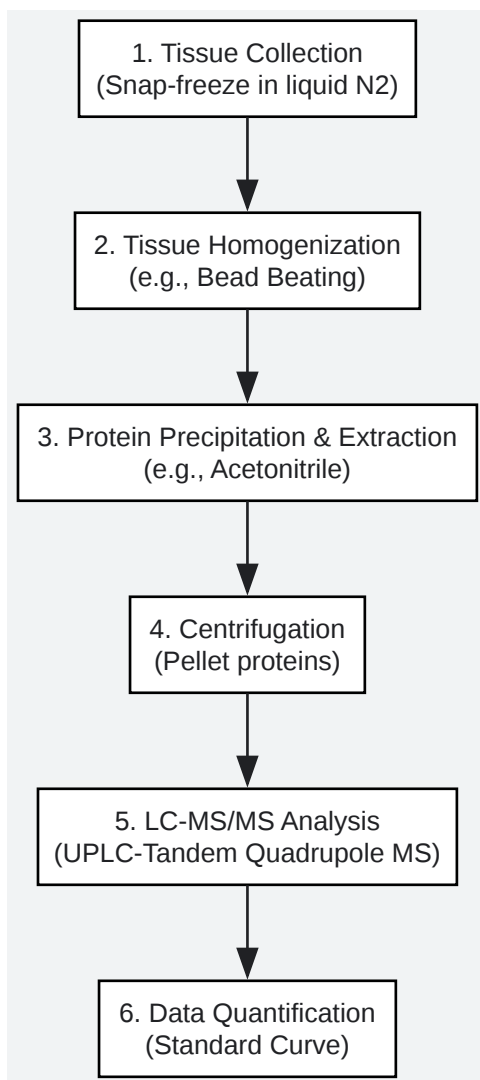 1. Tissue Collection
(Snap-freeze in liquid N2)
2. Tissue Homogenization
(e.g., Bead Beating)
3. Protein Precipitation & Extraction
(e.g., Acetonitrile)
4. Centrifugation
(Pellet proteins)
5. LC-MS/MS Analysis
(UPLC-Tandem Quadrupole MS)
6. Data Quantification
(Standard Curve)